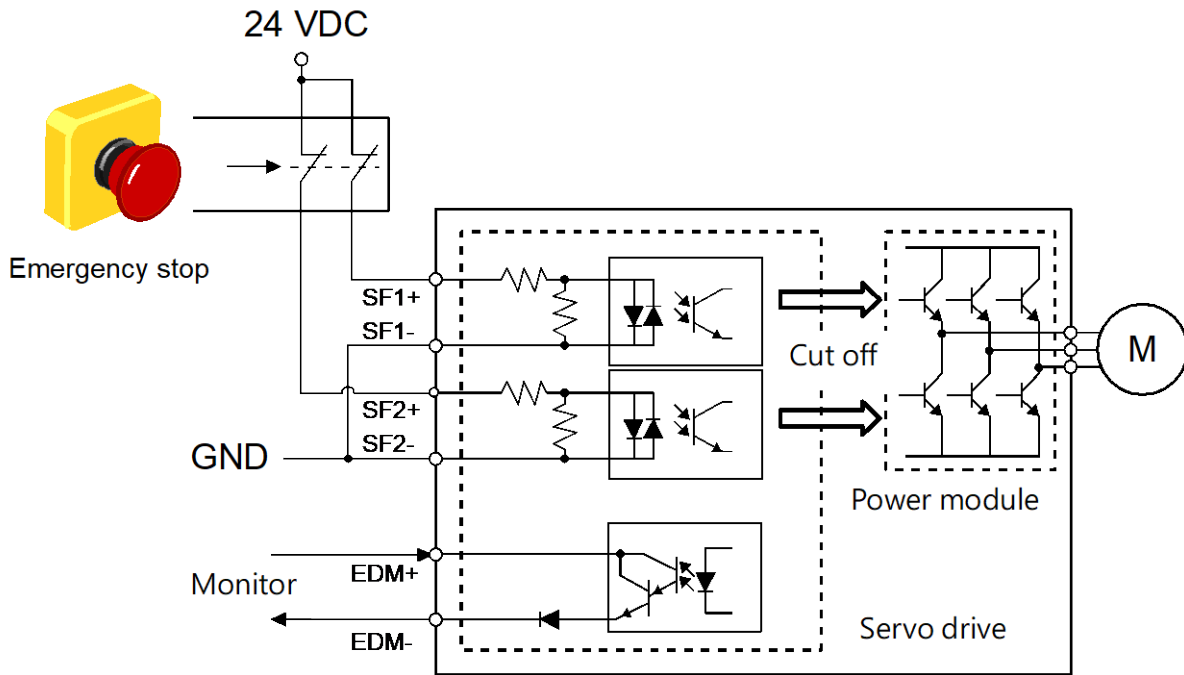 24 VDC
Emergency stop
SF1+
SF1-
Cut off
M
SF2+
SF2-
GND
Power module
EDM+
Monitor
EDM-
Servo drive